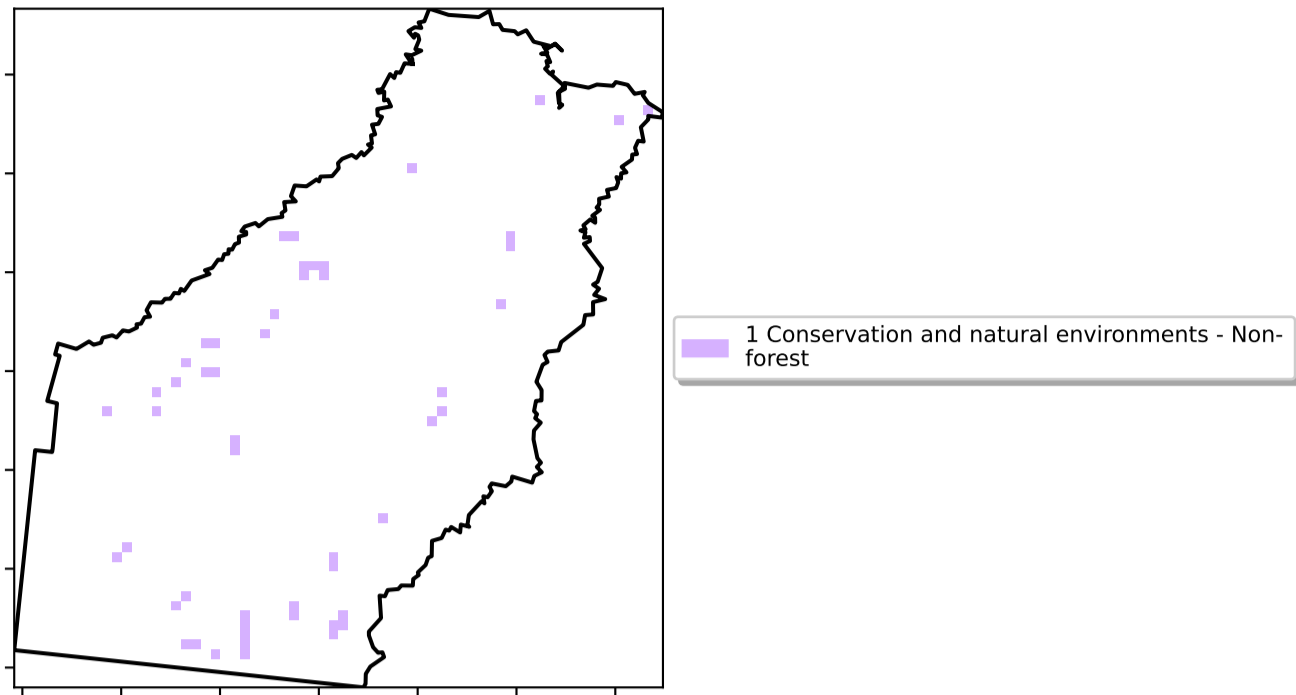 1 Conservation and natural environments - Non-
forest